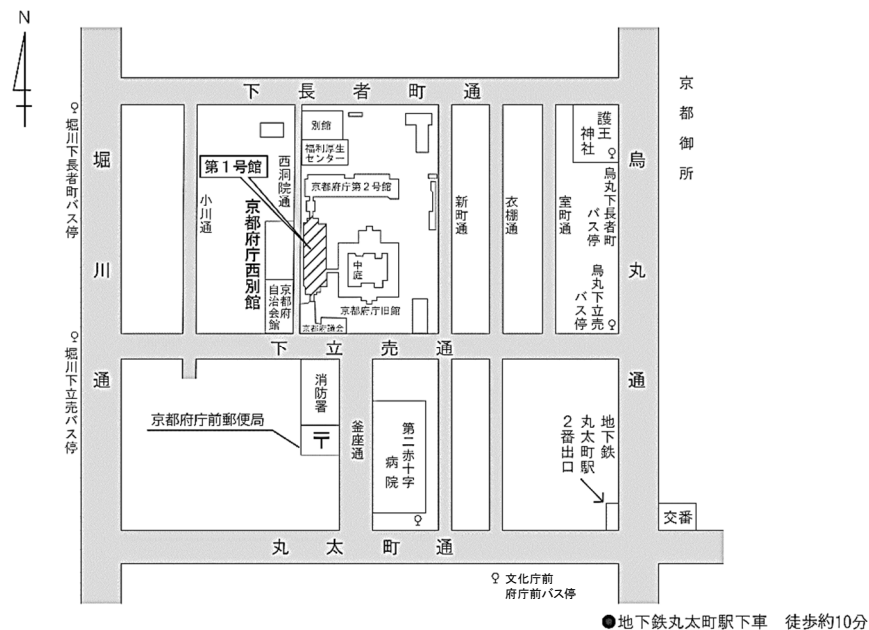 N
下長者町通
京都御所
堀川下長者町バス停
堀川通
別館
福利厚生
センター
護王
神社
烏丸通
第1号館
西洞院通
京都府庁第2号館
小川通
京都府庁西別館
新町通
衣棚通
室町通
烏丸下長者町
バス停
中庭
京都府
自治会館
京都府庁旧館
京都府議会
烏丸下立売
バス停
下立売通
堀川下立売バス停
消防署
京都府庁前郵便局
〒
釜座通
第二赤十字
病院
地下鉄
丸太町駅
2番出口
交番
丸太町通
文化庁前
府庁前バス停
●地下鉄丸太町駅下車 徒歩約10分